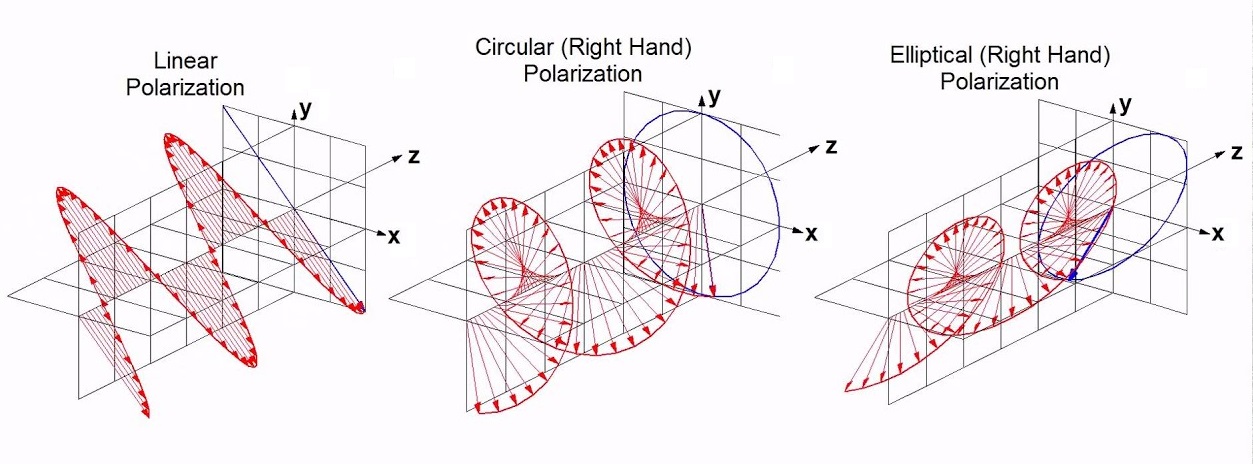 Linear
Polarization
y
z
x
Circular (Right Hand)
Polarization
y
z
x
Elliptical (Right Hand)
Polarization
y
z
x